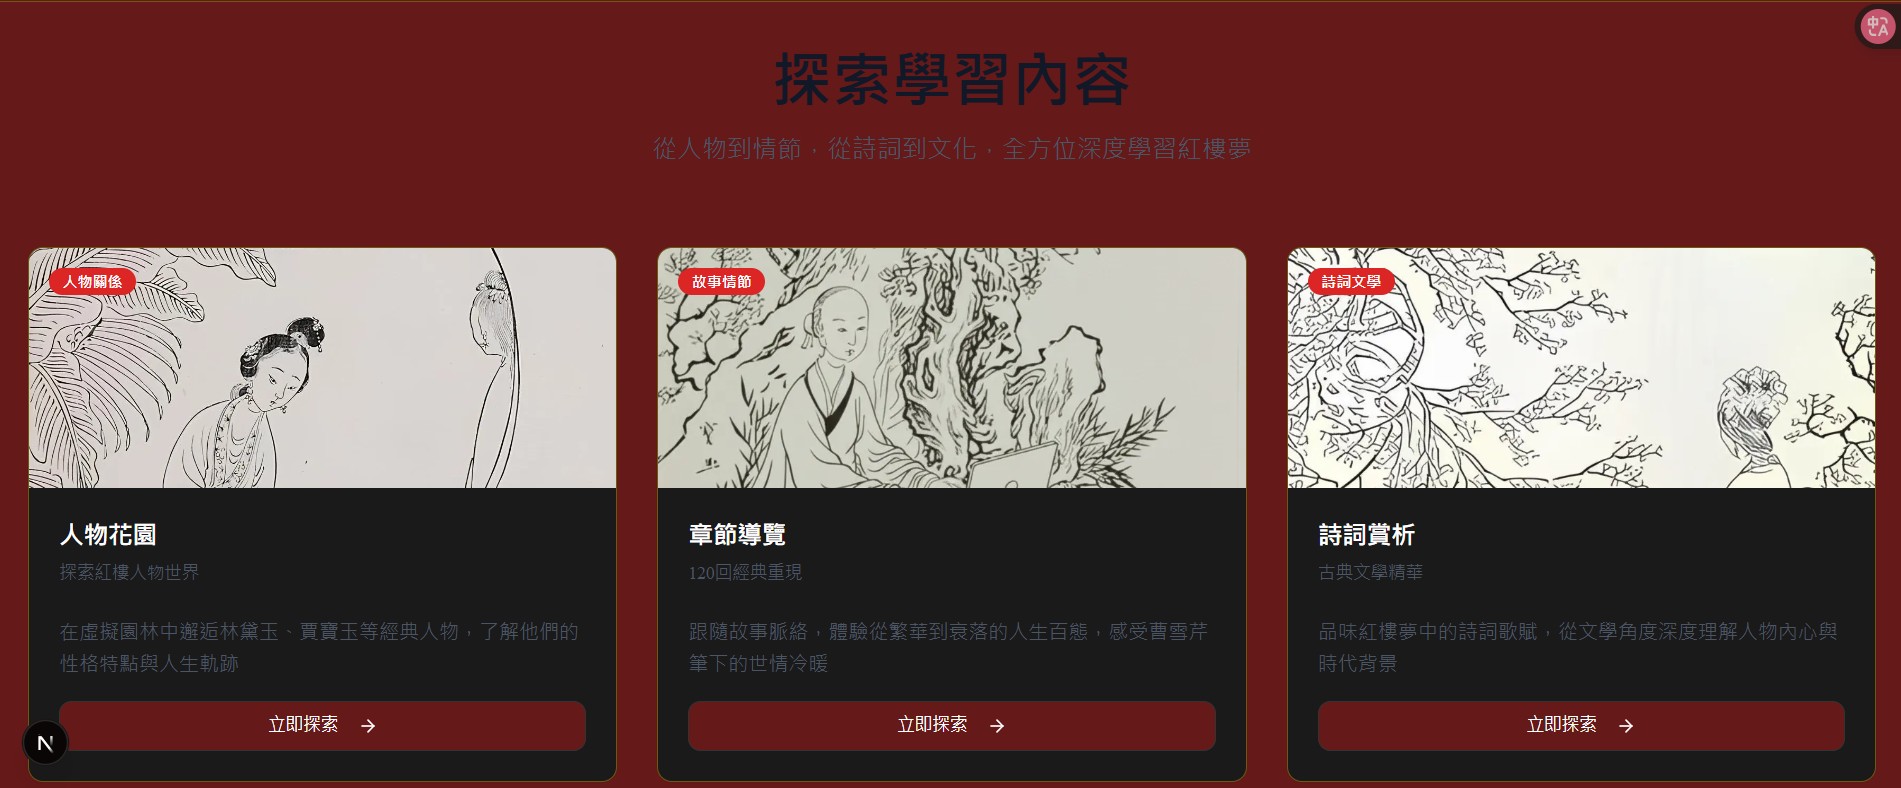 探索學習內容
從人物到情節，從詩詞到文化，全方位深度學習紅樓夢
人物關係
人物花園
探索紅樓人物世界
在虛擬園林中邂逅林黛玉、賈寶玉等經典人物，了解他們的
性格特點與人生軌跡
立即探索 →
故事情節
章節導覽
120回經典重現
跟隨故事脈絡，體驗從繁華到衰落的人生百態，感受曹雪芹
筆下的世情冷暖
立即探索 →
詩詞文學
詩詞賞析
古典文學精華
品味紅樓夢中的詩詞歌賦，從文學角度深度理解人物內心與
時代背景
立即探索 →
N
中A